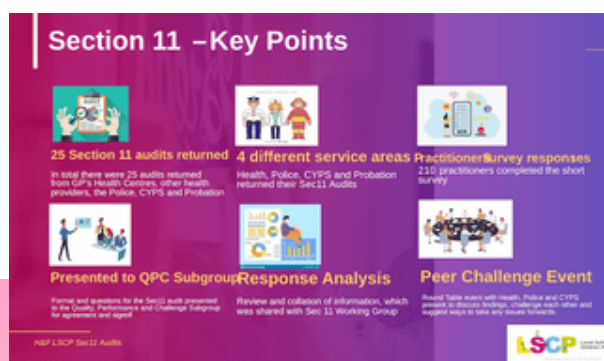 Section 11 –Key Points
25 Section 11 audits returned
In total there were 25 audits returned
from GP's Health Centres, other health
providers, the Police, CYPS and Probation
4 different service areas
Health, Police, CYPS and Probation
returned their Sec11 Audits
Practitioner Survey responses
210 practitioners completed the short
survey
Presented to QPC Subgroup
Format and questions for the Sec11 audit presented
to the Quality, Performance and Challenge Subgroup
for agreement and signoff
Response Analysis
Review and collation of information, which
was shared with Sec 11 Working Group
Peer Challenge Event
Round Table event with Health, Police and CYPS
present to discuss findings, challenge each other and
suggest ways to take any issues forwards.
H&F LSCP Sec11 Audits
LSCP